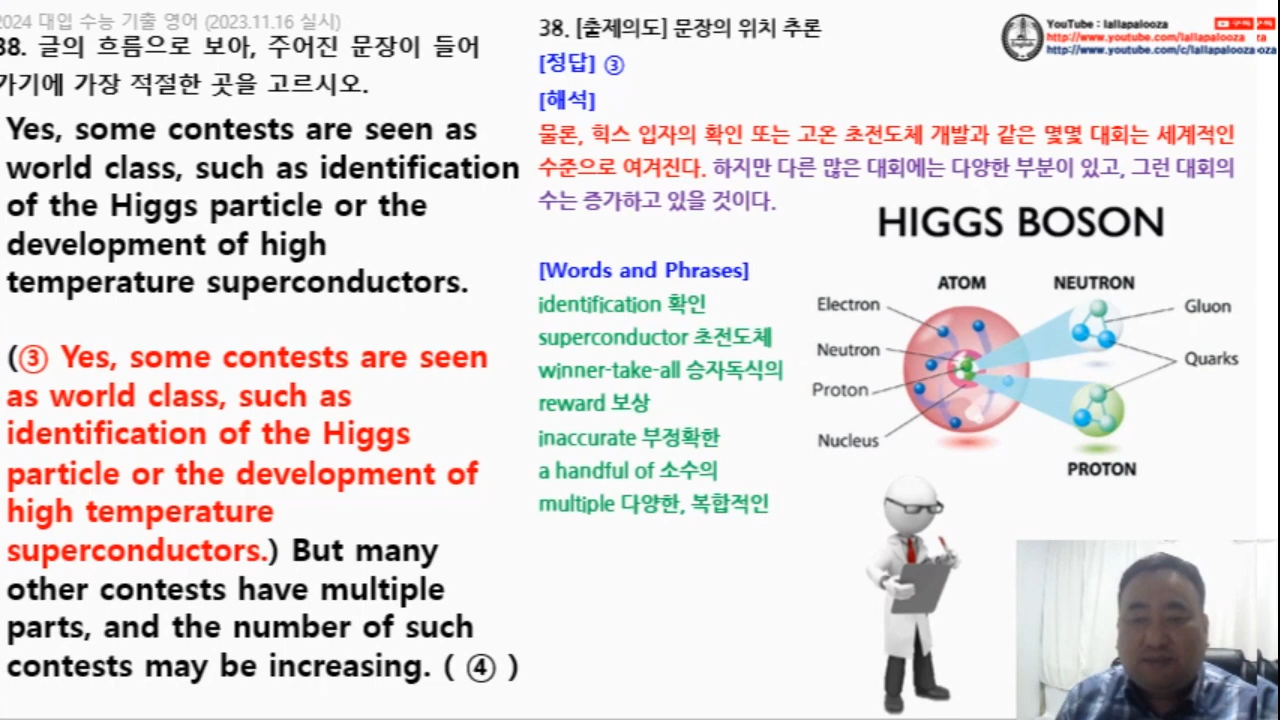 2024 대입 수능 기출 영어 (2023.11.16 실시)
38. 글의 흐름으로 보아, 주어진 문장이 들어
가기에 가장 적절한 곳을 고르시오.
Yes, some contests are seen as
world class, such as identification
of the Higgs particle or the
development of high
temperature superconductors.
(③ Yes, some contests are seen
as world class, such as
identification of the Higgs
particle or the development of
high temperature
superconductors.) But many
other contests have multiple
parts, and the number of such
contests may be increasing. ( ④ )
38. [출제의도] 문장의 위치 추론
[정답] ③
[해석]
물론, 힉스 입자의 확인 또는 고온 초전도체 개발과 같은 몇몇 대회는 세계적인
수준으로 여겨진다. 하지만 다른 많은 대회에는 다양한 부분이 있고, 그런 대회의
수는 증가하고 있을 것이다.
[Words and Phrases]
identification 확인
superconductor 초전도체
winner-take-all 승자독식의
reward 보상
inaccurate 부정확한
a handful of 소수의
multiple 다양한, 복합적인
YouTube : lallapalooza
http://www.youtube.com/lallapalooza
http://www.youtube.com/c/lallapalooza
HIGGS BOSON
ATOM
NEUTRON
Electron
Neutron
Proton
Nucleus
Gluon
Quarks
PROTON